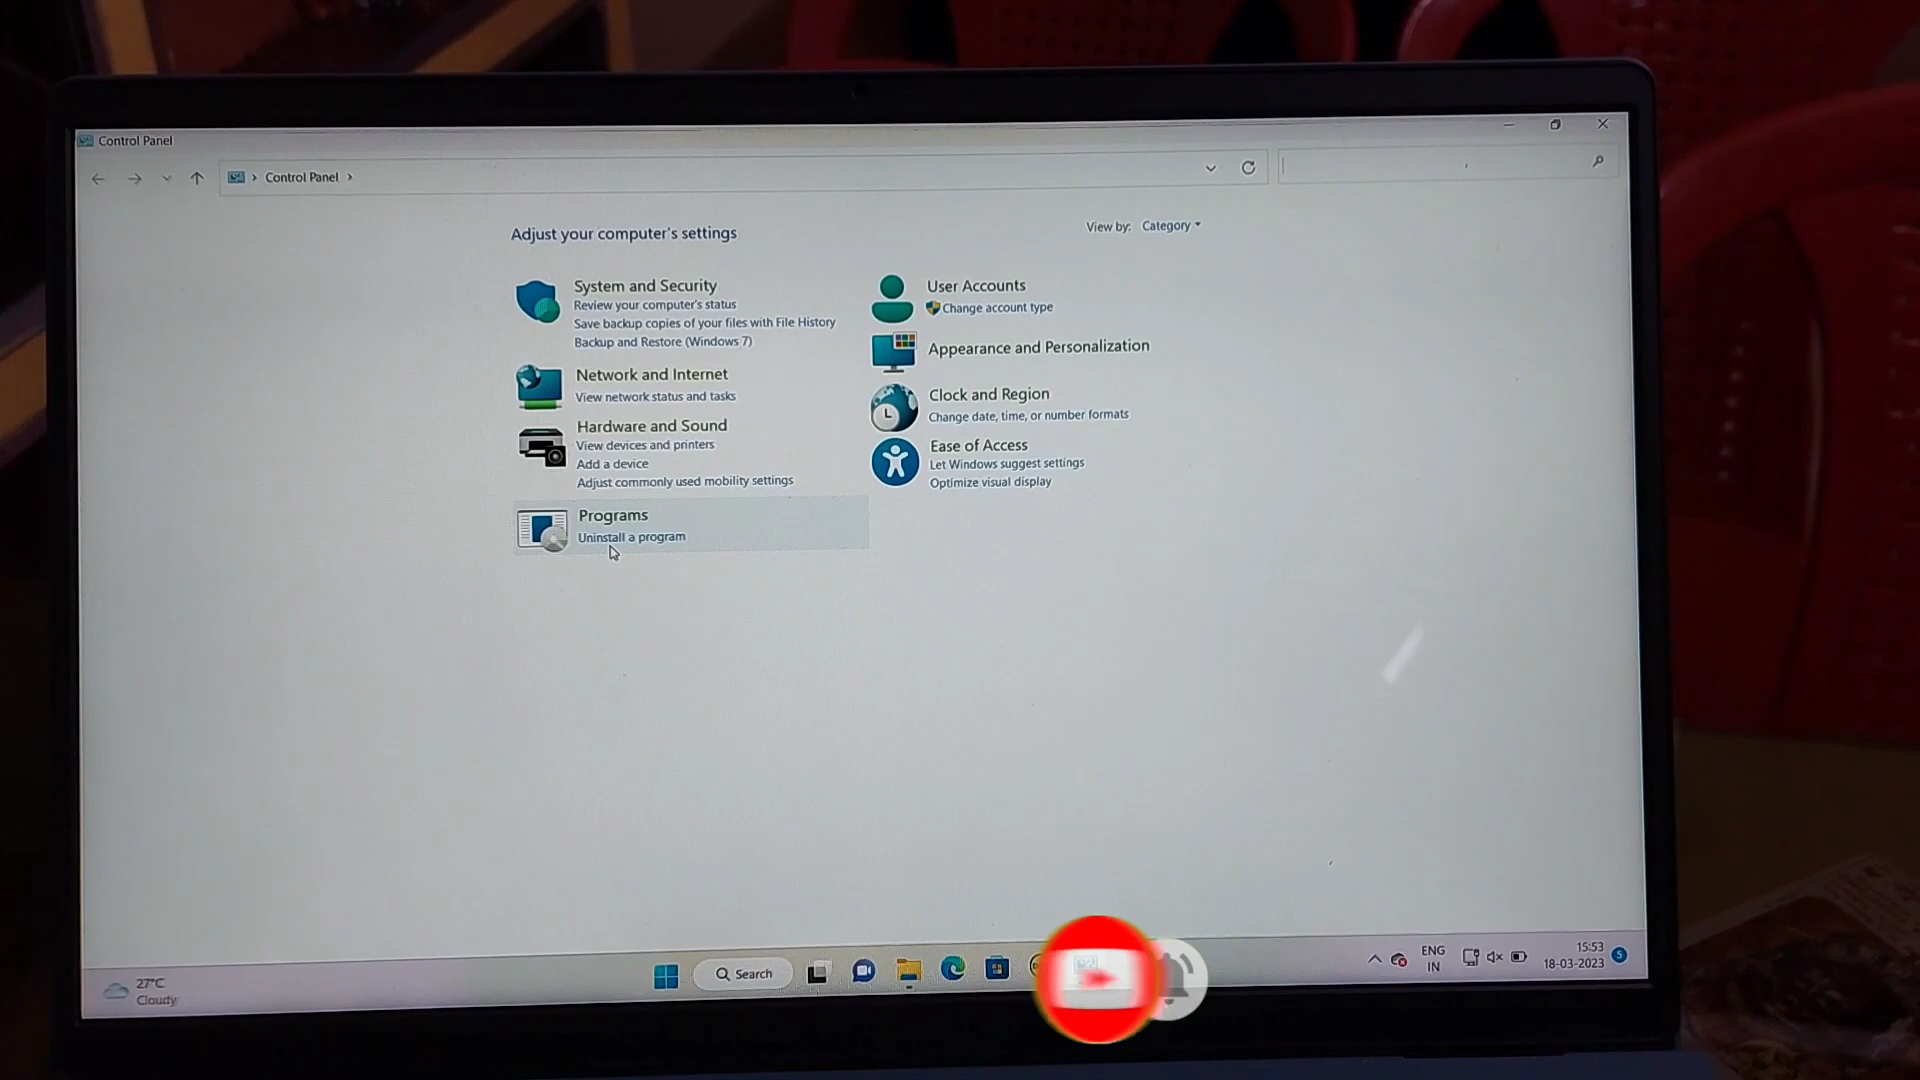 Control Panel
Control Panel
Adjust your computer's settings
View by: Category
System and Security
Review your computer's status
Save backup copies of your files with File History
Backup and Restore (Windows 7)
Network and Internet
View network status and tasks
Hardware and Sound
View devices and printers
Add a device
Adjust commonly used mobility settings
Programs
Uninstall a program
User Accounts
Change account type
Appearance and Personalization
Clock and Region
Change date, time, or number formats
Ease of Access
Let Windows suggest settings
Optimize visual display
27°C
Cloudy
Search
ENG
IN
15:53
18-03-2023
5